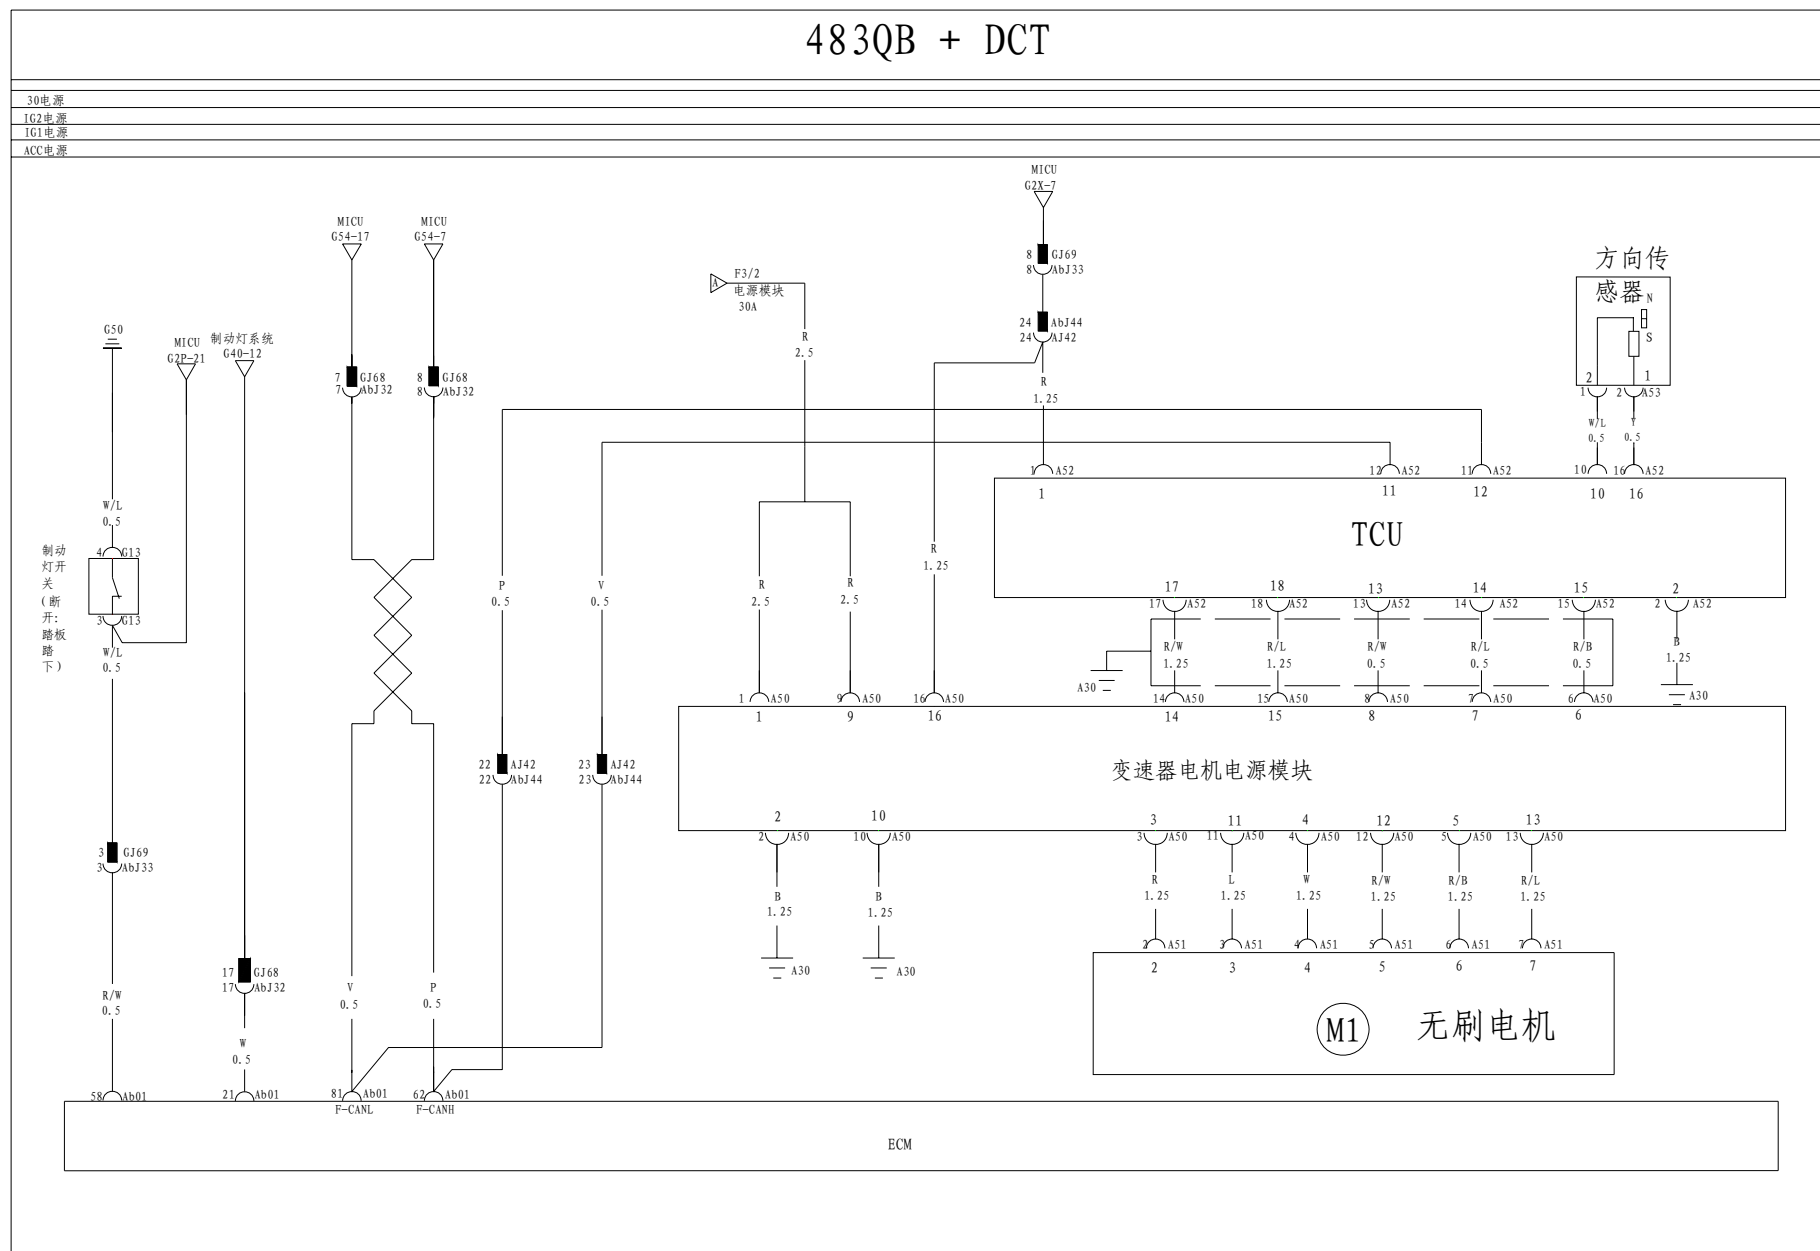 483QB + DCT
30电源
IG2电源
IG1电源
ACC电源
MICU
G2X-7
MICU
G54-17
MICU
G54-7
8 GJ69
8 AbJ33
方向传
感器
N
S
A
F3/2
电源模块
30A
G50
MICU
G2P-21
制动灯系统
G40-12
24 AbJ44
24 AJ42
R
2.5
7 GJ68
7 AbJ32
8 GJ68
8 AbJ32
R
1.25
2 1
1 2 A53
W/L
0.5
Y
0.5
1 A52
12 A52
11 A52
10 16 A52
1 11 12 10 16
TCU
W/L
0.5
4 G13
制动
灯开
关
(断
开:
踏板
踏
下)
3 G13
W/L
0.5
P
0.5
V
0.5
R
2.5
R
2.5
R
1.25
17 18 13 14 15 2
17 A52
18 A52
13 A52
14 A52
15 A52
2 A52
R/W
1.25
R/L
1.25
R/W
0.5
R/L
0.5
R/B
0.5
B
1.25
A30
A30
1 A50
9 A50
16 A50
14 A50
15 A50
8 A50
7 A50
6 A50
1 9 16 14 15 8 7 6
变速器电机电源模块
22 AJ42
22 AbJ44
23 AJ42
23 AbJ44
2 10 3 11 4 12 5 13
2 A50
10 A50
3 A50
11 A50
4 A50
12 A50
5 A50
13 A50
3 GJ69
3 AbJ33
B
1.25
B
1.25
R
1.25
L
1.25
W
1.25
R/W
1.25
R/B
1.25
R/L
1.25
A30
A30
2 A51
3 A51
4 A51
5 A51
6 A51
7 A51
2 3 4 5 6 7
M1 无刷电机
17 GJ68
17 AbJ32
R/W
0.5
W
0.5
V
0.5
P
0.5
58 Ab01
21 Ab01
81 Ab01
62 Ab01
F-CANL
F-CANH
ECM